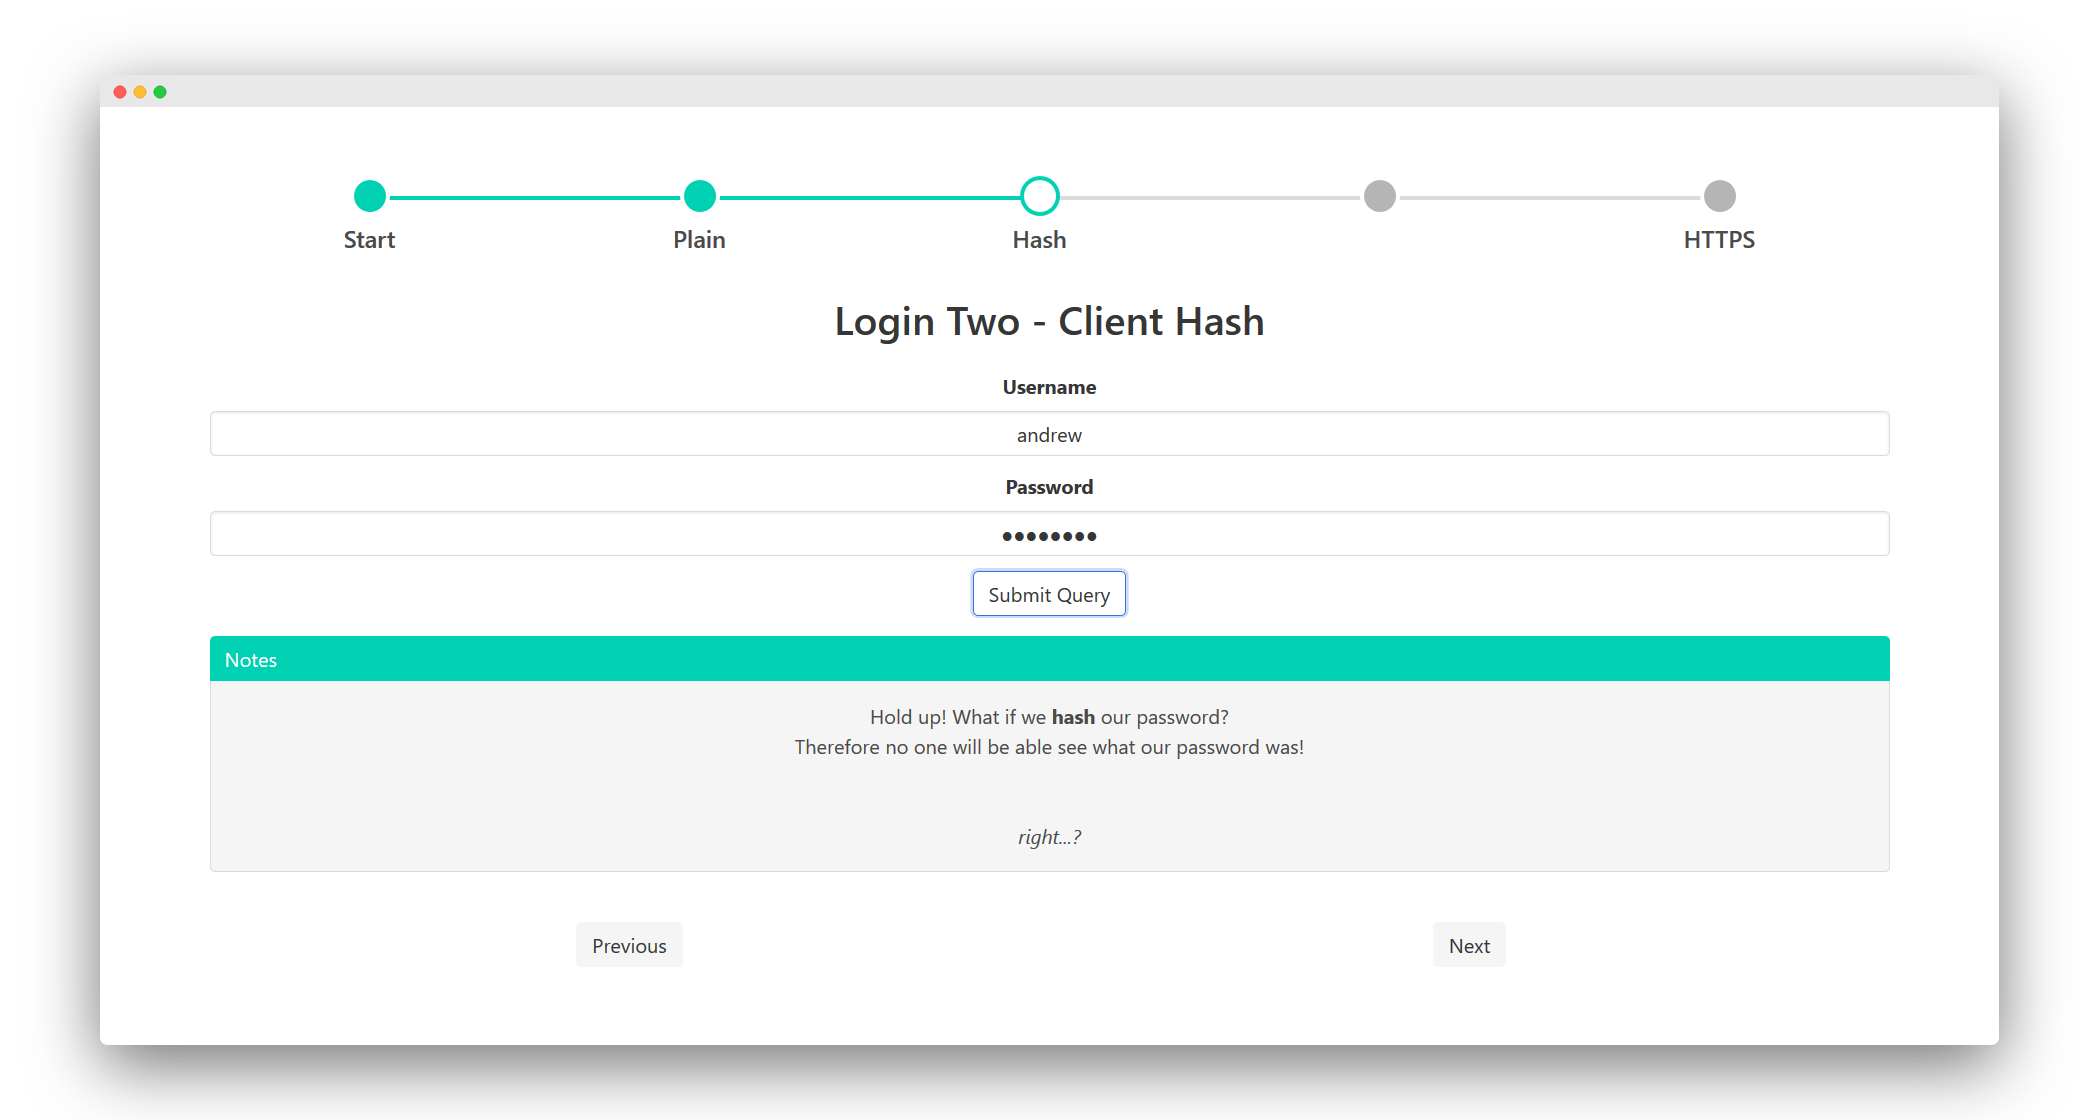 Start
Plain
Hash
HTTPS
Login Two - Client Hash
Username
andrew
Password
••••••••
Submit Query
Notes
Hold up! What if we hash our password?
Therefore no one will be able see what our password was!
right...?
Previous
Next